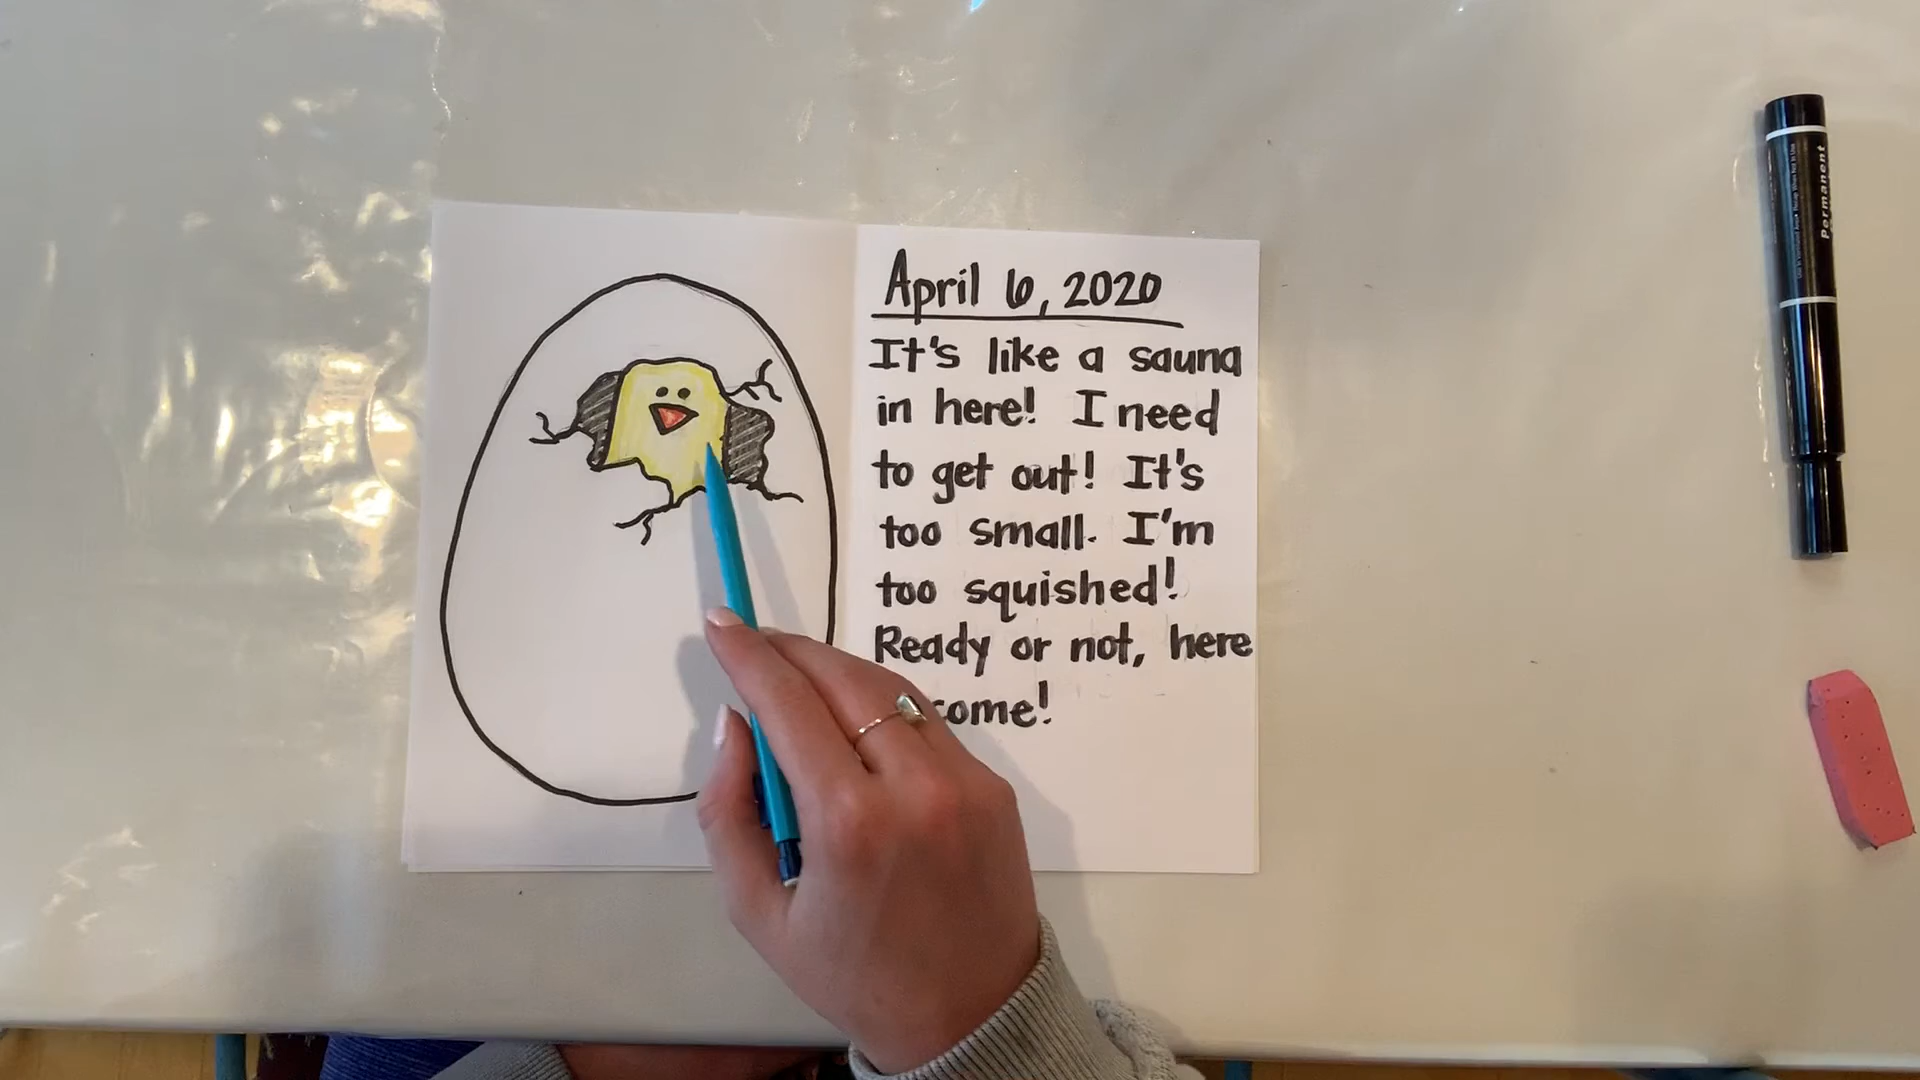 April 6, 2020
It's like a sauna
in here! I need
to get out! It's
too small. I'm
too squished!
Ready or not, here
come!
Permanent